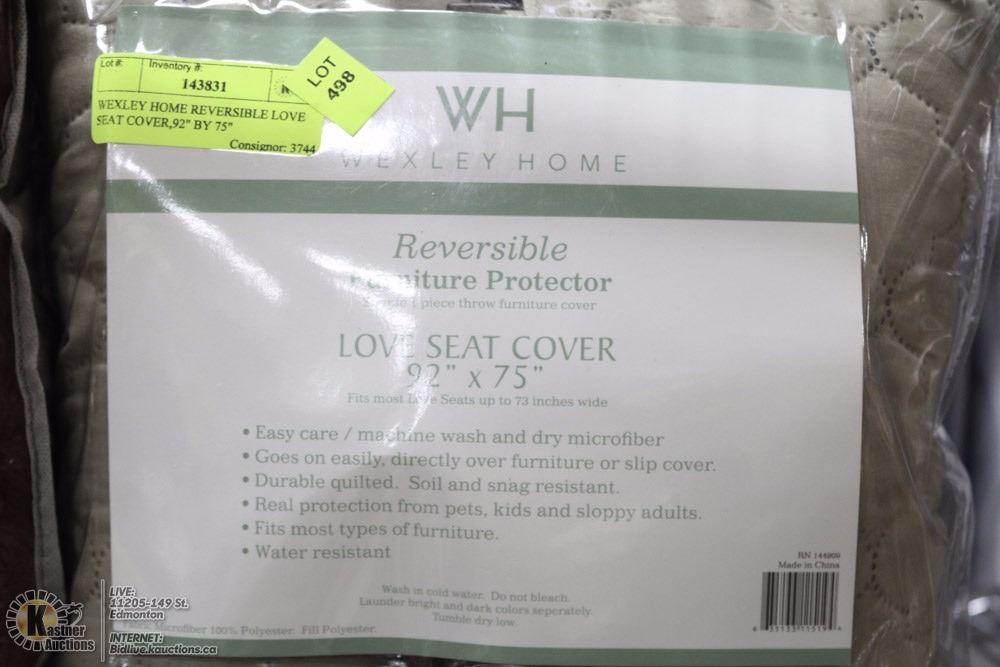 Lot #:
Inventory #:
143831
LOT
498
WEXLEY HOME REVERSIBLE LOVE
SEAT COVER,92" BY 75"
Consignor: 3744
WH
WEXLEY HOME
Reversible
Furniture Protector
piece throw furniture cover
LOVE SEAT COVER
92" x 75"
Fits most Love Seats up to 73 inches wide
• Easy care / machine wash and dry microfiber
• Goes on easily, directly over furniture or slip cover.
• Durable quilted. Soil and snag resistant.
• Real protection from pets, kids and sloppy adults.
• Fits most types of furniture.
• Water resistant
RN 144909
Made in China
Wash in cold water. Do not bleach.
Launder bright and dark colors seperately.
Tumble dry low.
Microfiber 100% Polyester. Fill Polyester.
Kastner
Auctions
LIVE:
11205-149 St.
Edmonton
INTERNET:
Bidlive.kauctions.ca